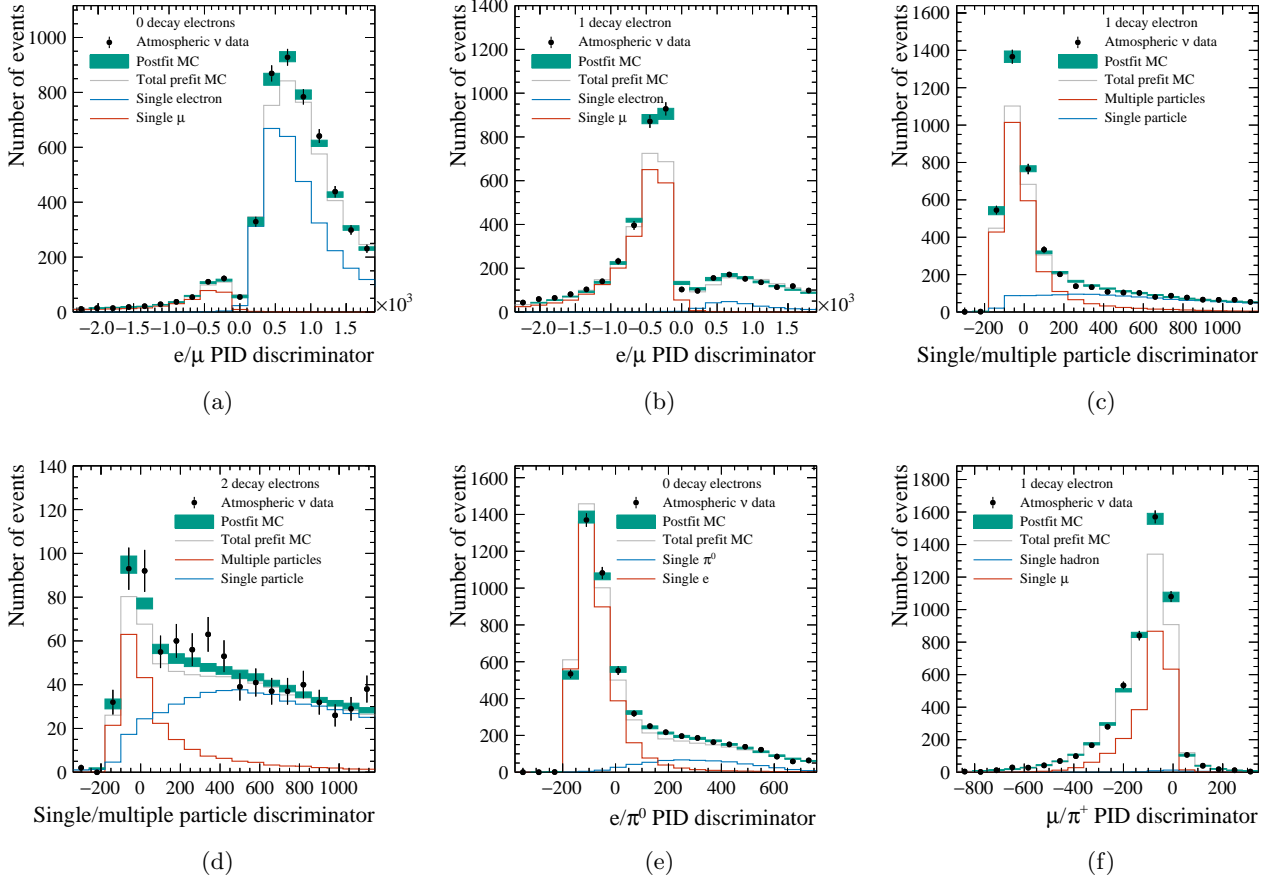 Number of events
1000
800
600
400
200
0
0 decay electrons
Atmospheric ν data
Postfit MC
Total prefit MC
Single electron
Single μ
−2.0 −1.5 −1.0 −0.5 0.0 0.5 1.0 1.5
×10³
e/μ PID discriminator
(a)
Number of events
1400
1200
1000
800
600
400
200
0
1 decay electron
Atmospheric ν data
Postfit MC
Total prefit MC
Single electron
Single μ
−2.0 −1.5 −1.0 −0.5 0.0 0.5 1.0 1.5
×10³
e/μ PID discriminator
(b)
Number of events
1600
1400
1200
1000
800
600
400
200
0
1 decay electron
Atmospheric ν data
Postfit MC
Total prefit MC
Multiple particles
Single particle
−200 0 200 400 600 800 1000
Single/multiple particle discriminator
(c)
Number of events
140
120
100
80
60
40
20
0
2 decay electrons
Atmospheric ν data
Postfit MC
Total prefit MC
Multiple particles
Single particle
−200 0 200 400 600 800 1000
Single/multiple particle discriminator
(d)
Number of events
1600
1400
1200
1000
800
600
400
200
0
0 decay electrons
Atmospheric ν data
Postfit MC
Total prefit MC
Single π⁰
Single e
−200 0 200 400 600
e/π⁰ PID discriminator
(e)
Number of events
1800
1600
1400
1200
1000
800
600
400
200
0
1 decay electron
Atmospheric ν data
Postfit MC
Total prefit MC
Single hadron
Single μ
−800 −600 −400 −200 0 200
μ/π⁺ PID discriminator
(f)